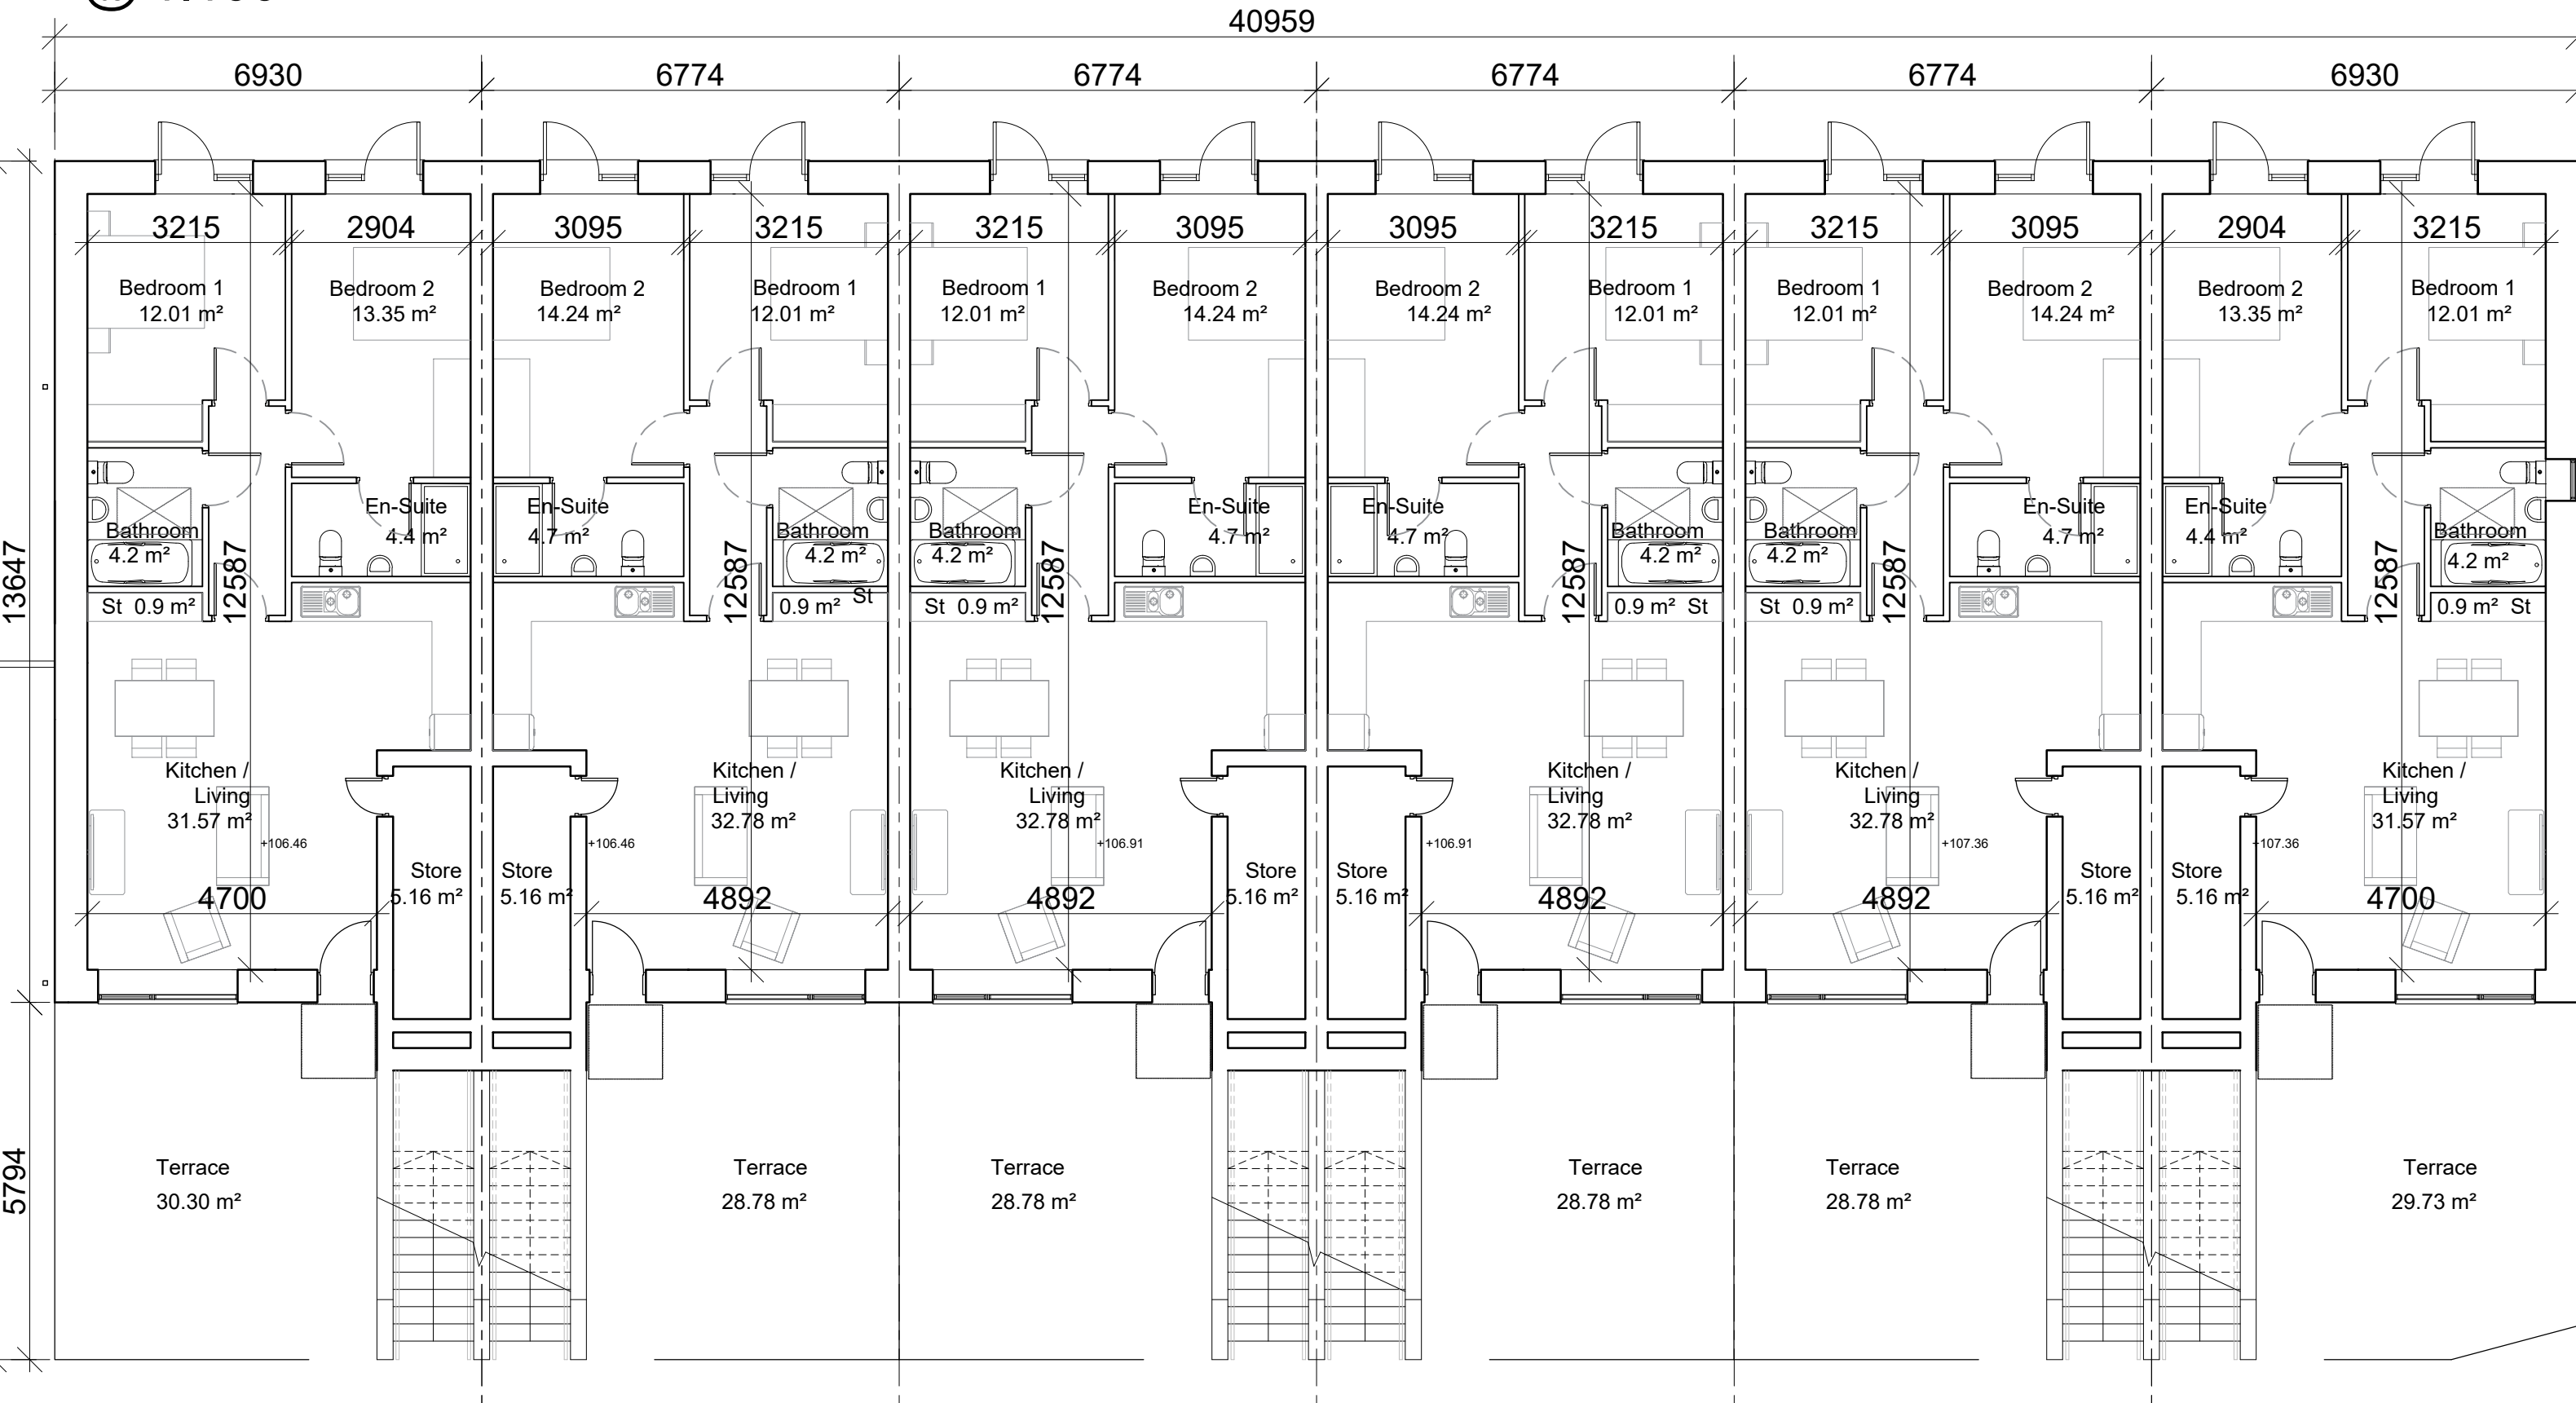 40959
6930 6774 6774 6774 6774 6930
3215 2904 3095 3215 3215 3095 3095 3215 3215 3095 2904 3215
Bedroom 1 Bedroom 2 Bedroom 2 Bedroom 1 Bedroom 1 Bedroom 2 Bedroom 2 Bedroom 1 Bedroom 1 Bedroom 2 Bedroom 2 Bedroom 1
12.01 m² 13.35 m² 14.24 m² 12.01 m² 12.01 m² 14.24 m² 14.24 m² 12.01 m² 12.01 m² 14.24 m² 13.35 m² 12.01 m²
En-Suite En-Suite En-Suite En-Suite En-Suite En-Suite
4.4 m² 4.7 m² 4.7 m² 4.7 m² 4.7 m² 4.4 m²
Bathroom Bathroom Bathroom Bathroom Bathroom Bathroom
4.2 m² 4.2 m² 4.2 m² 4.2 m² 4.2 m² 4.2 m²
13647 12587 12587 12587 12587 12587 12587
St 0.9 m² 0.9 m² St St 0.9 m² 0.9 m² St St 0.9 m² 0.9 m² St
Kitchen / Kitchen / Kitchen / Kitchen / Kitchen / Kitchen /
Living Living Living Living Living Living
31.57 m² 32.78 m² 32.78 m² 32.78 m² 32.78 m² 31.57 m²
+106.46 +106.46 +106.91 +106.91 +107.36 +107.36
Store Store Store Store Store Store
5.16 m² 5.16 m² 5.16 m² 5.16 m² 5.16 m² 5.16 m²
4700 4892 4892 4892 4892 4700
5794
Terrace Terrace Terrace Terrace Terrace Terrace
30.30 m² 28.78 m² 28.78 m² 28.78 m² 28.78 m² 29.73 m²